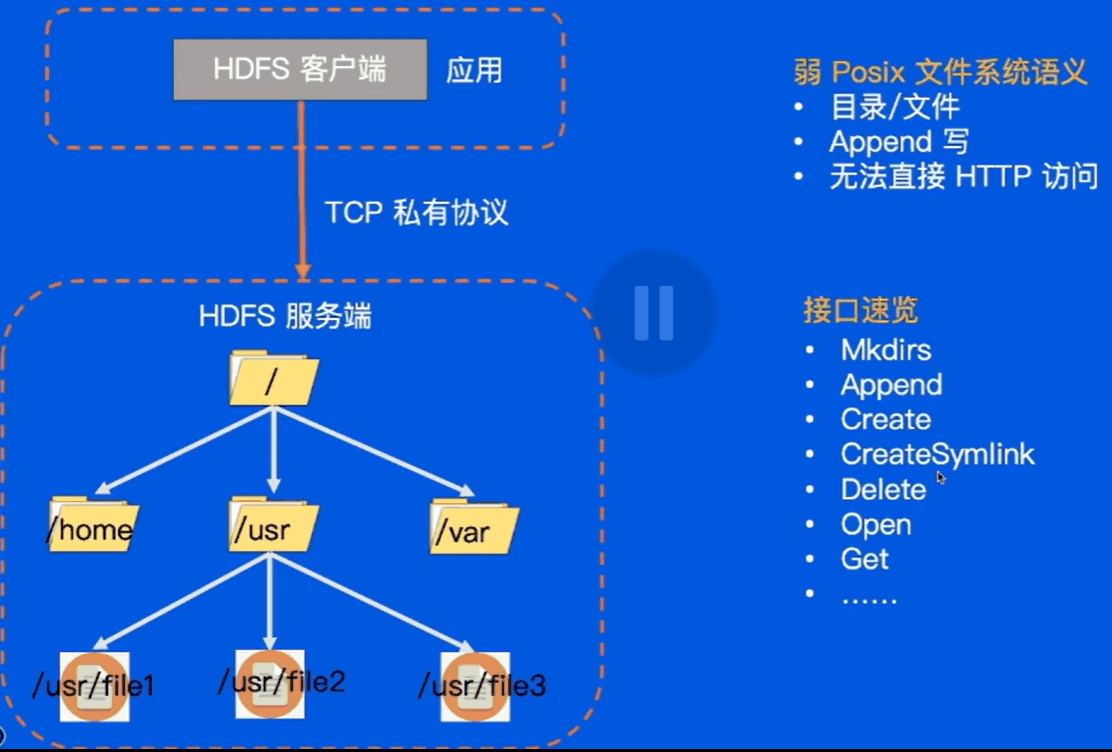 HDFS 客户端
应用
TCP 私有协议
HDFS 服务端
/
/home
/usr
/var
/usr/file1
/usr/file2
/usr/file3
弱 Posix 文件系统语义
• 目录/文件
• Append 写
• 无法直接 HTTP 访问
接口速览
• Mkdirs
• Append
• Create
• CreateSymlink
• Delete
• Open
• Get
• ……